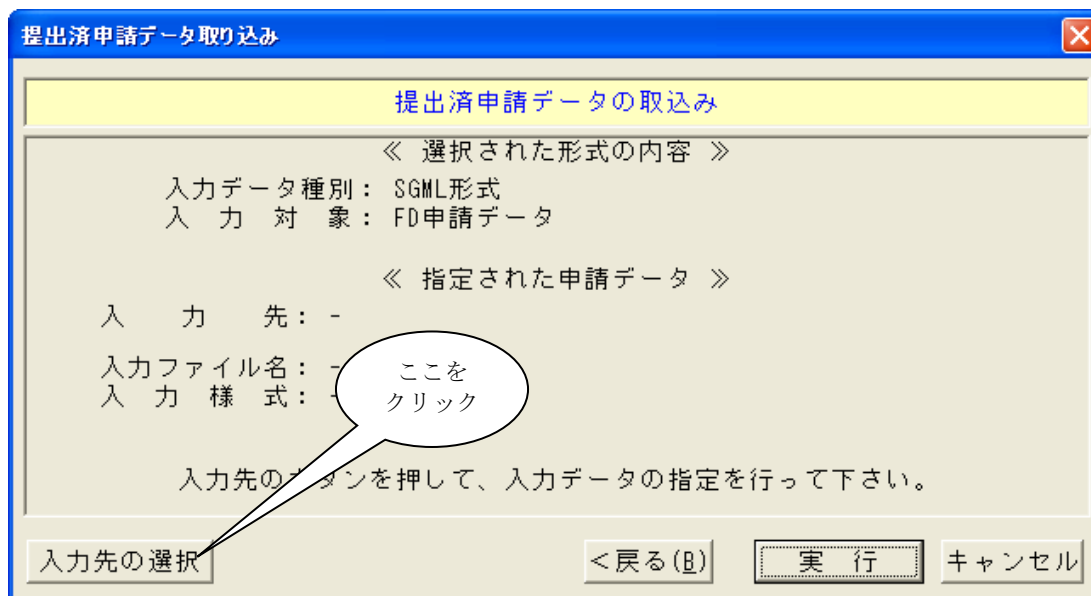 提出済申請データ取り込み
提出済申請データの取込み
≪ 選択された形式の内容 ≫
入力データ種別： SGML形式
入 力 対 象： FD申請データ
≪ 指定された申請データ ≫
入 力 先： -
入力ファイル名： -
入 力 様 式： -
ここを
クリック
入力先のボタンを押して、入力データの指定を行って下さい。
入力先の選択
<戻る(B)
実 行
キャンセル